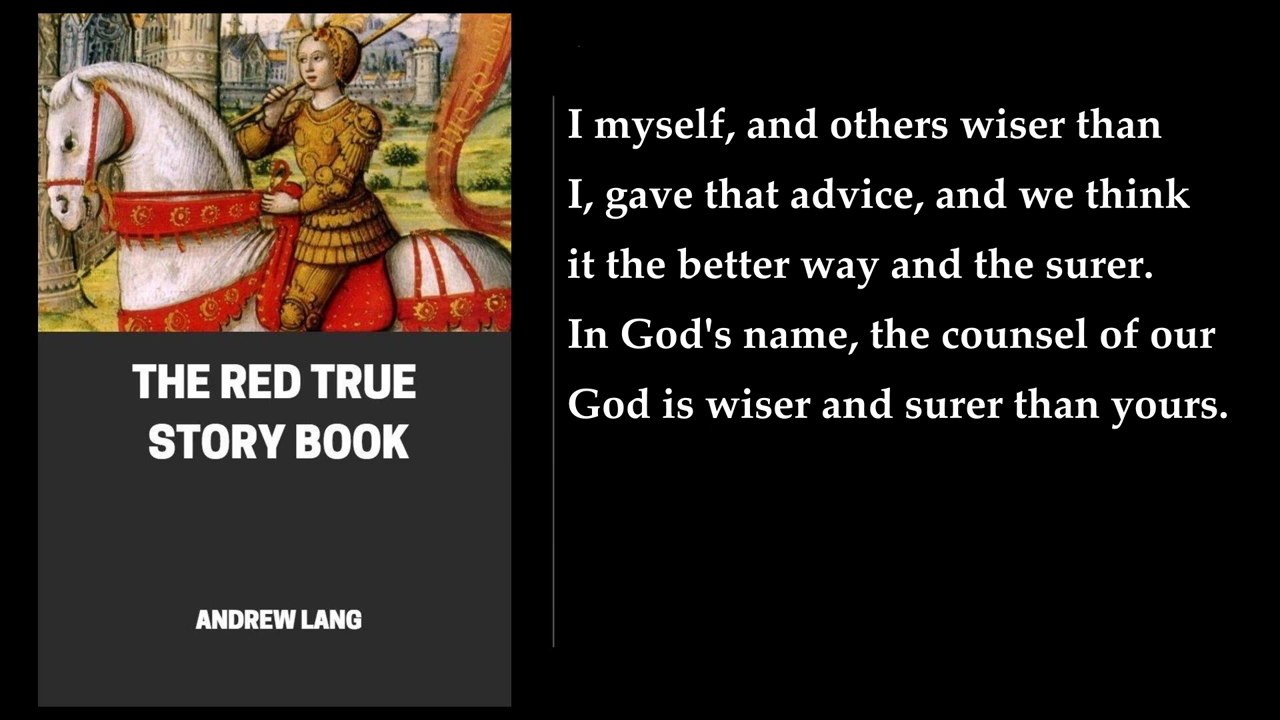 THE RED TRUE
STORY BOOK
ANDREW LANG
I myself, and others wiser than
I, gave that advice, and we think
it the better way and the surer.
In God's name, the counsel of our
God is wiser and surer than yours.